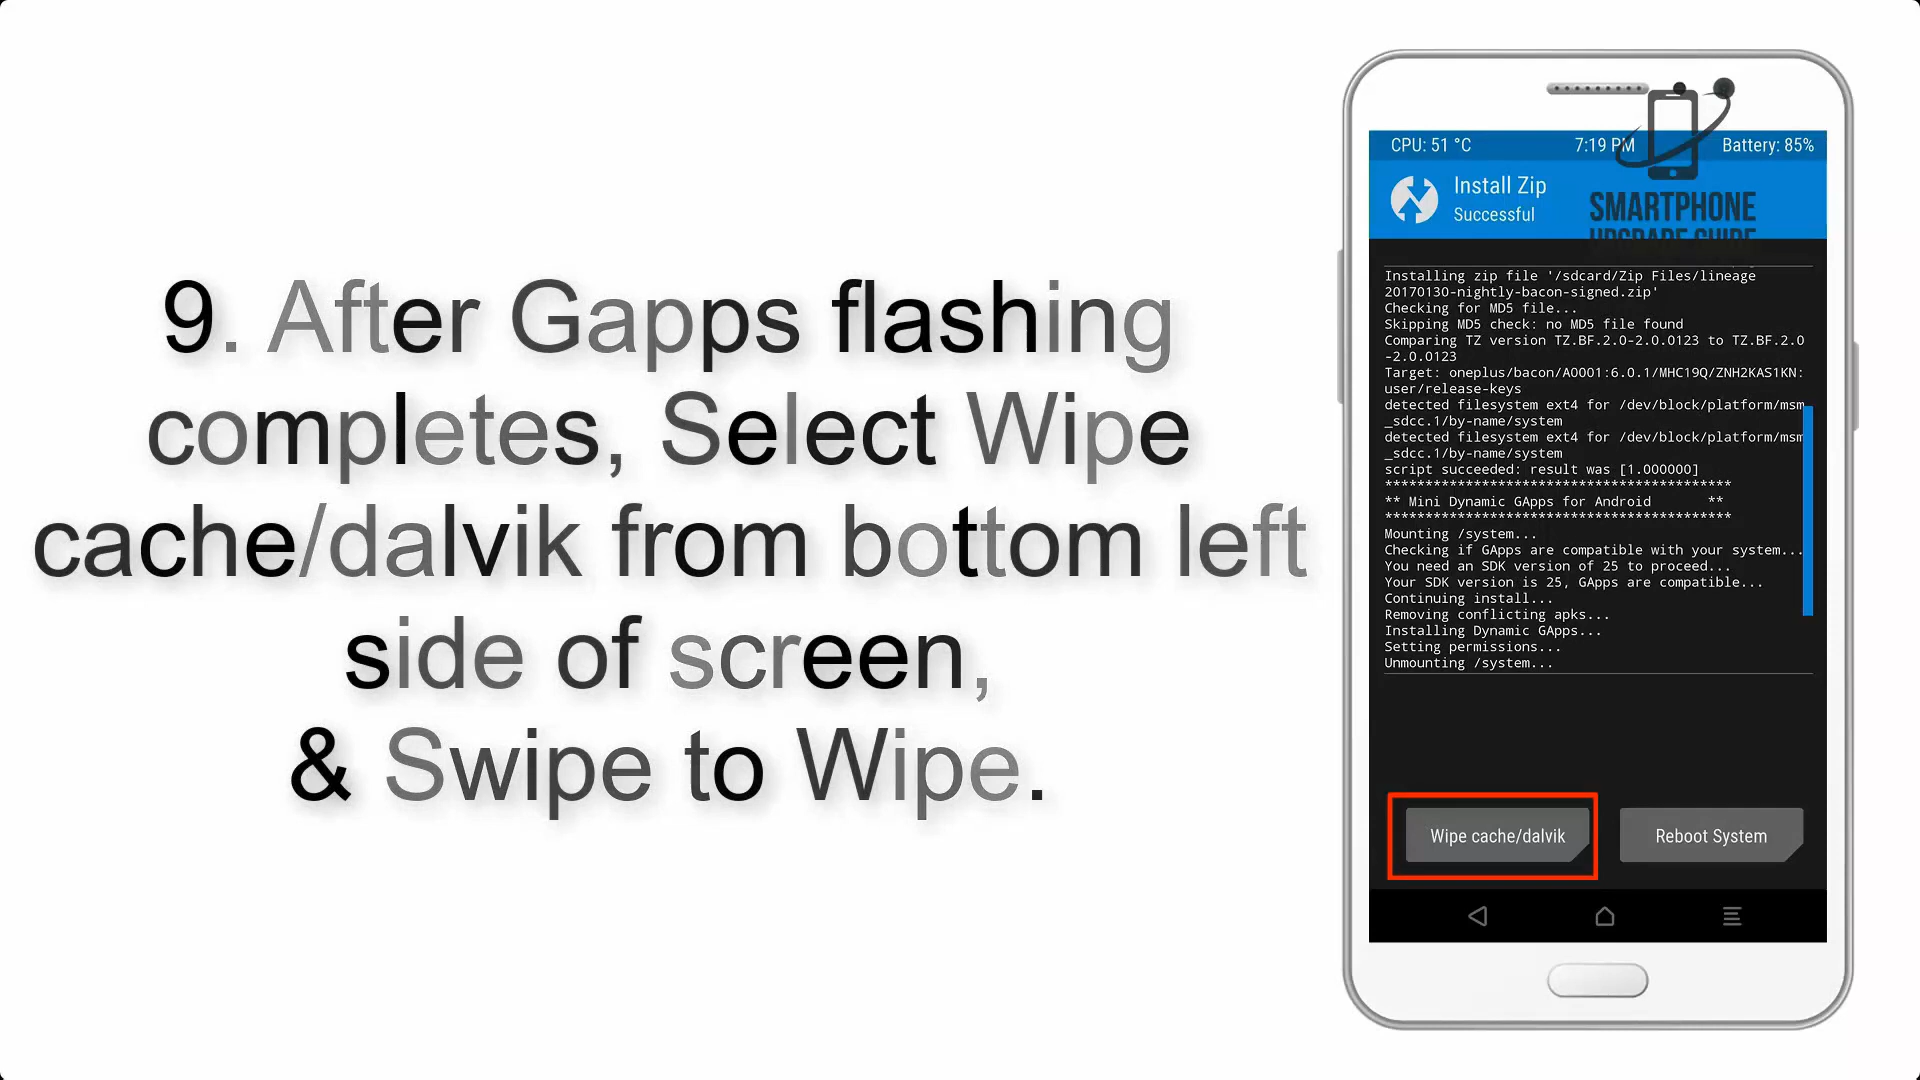 9. After Gapps flashing
completes, Select Wipe
cache/dalvik from bottom left
side of screen,
& Swipe to Wipe.
CPU: 51 °C 7:19 PM Battery: 85%
Install Zip
Successful
SMARTPHONE
UPGRADE GUIDE
Installing zip file '/sdcard/Zip Files/lineage
20170130-nightly-bacon-signed.zip'
Checking for MD5 file...
Skipping MD5 check: no MD5 file found
Comparing TZ version TZ.BF.2.0-2.0.0123 to TZ.BF.2.0
-2.0.0123
Target: oneplus/bacon/A0001:6.0.1/MHC19Q/ZNH2KAS1KN:
user/release-keys
detected filesystem ext4 for /dev/block/platform/msm
_sdcc.1/by-name/system
detected filesystem ext4 for /dev/block/platform/msm
_sdcc.1/by-name/system
script succeeded: result was [1.000000]
*******************************************
** Mini Dynamic GApps for Android **
*******************************************
Mounting /system...
Checking if GApps are compatible with your system...
You need an SDK version of 25 to proceed...
Your SDK version is 25, GApps are compatible...
Continuing install...
Removing conflicting apks...
Installing Dynamic GApps...
Setting permissions...
Unmounting /system...
Wipe cache/dalvik Reboot System